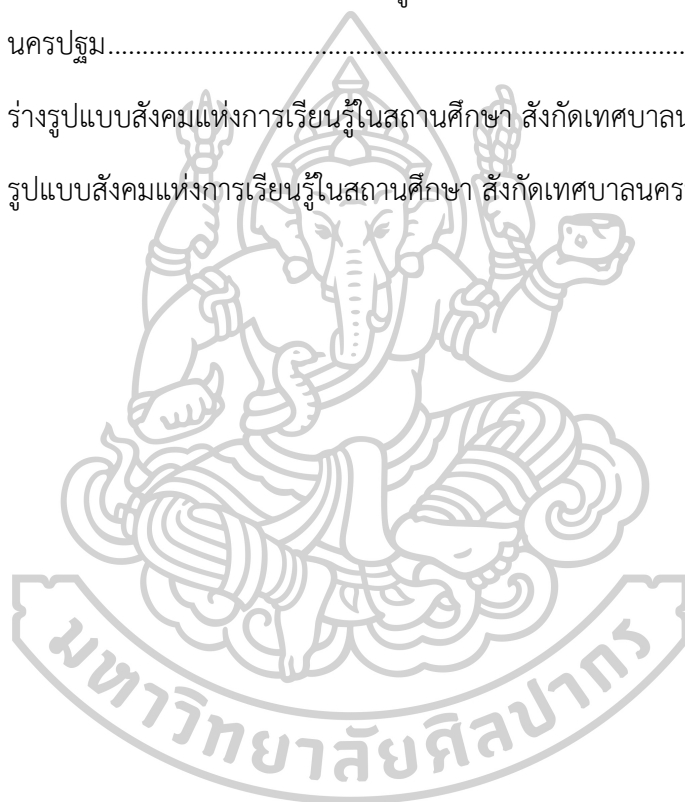 นครปฐม................................................................................
ร่างรูปแบบสังคมแห่งการเรียนรู้ในสถานศึกษา สังกัดเทศบาลน
รูปแบบสังคมแห่งการเรียนรู้ในสถานศึกษา สังกัดเทศบาลนคร
มหาวิทยาลัยศิลปากร